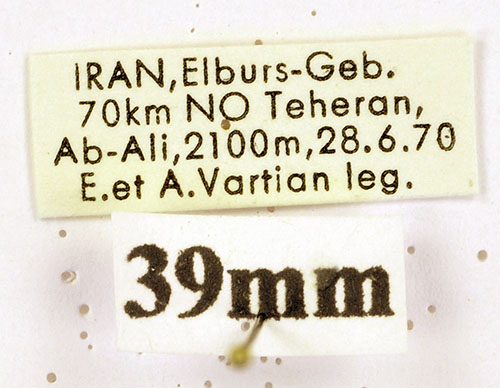 IRAN,Elburs-Geb.
70km NO Teheran,
Ab-Ali,2100m,28.6.70
E.et A.Vartian leg.
39mm